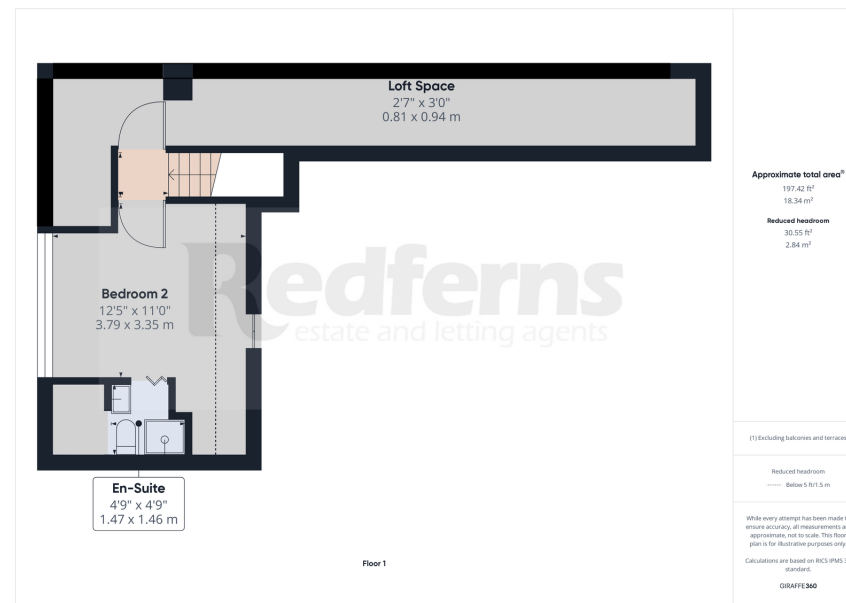 Loft Space
2'7" x 3'0"
0.81 x 0.94 m
Redferns
estate and letting agents
Bedroom 2
12'5" x 11'0"
3.79 x 3.35 m
En-Suite
4'9" x 4'9"
1.47 x 1.46 m
Floor 1
Approximate total area(1)
197.42 ft²
18.34 m²
Reduced headroom
30.55 ft²
2.84 m²
(1) Excluding balconies and terraces
Reduced headroom
Below 5 ft/1.5 m
While every attempt has been made
ensure accuracy, all measurements
approximate, not to scale. This floor
plan is for illustrative purposes only
Calculations are based on RICS IPMS
standard.
GIRAFFE360